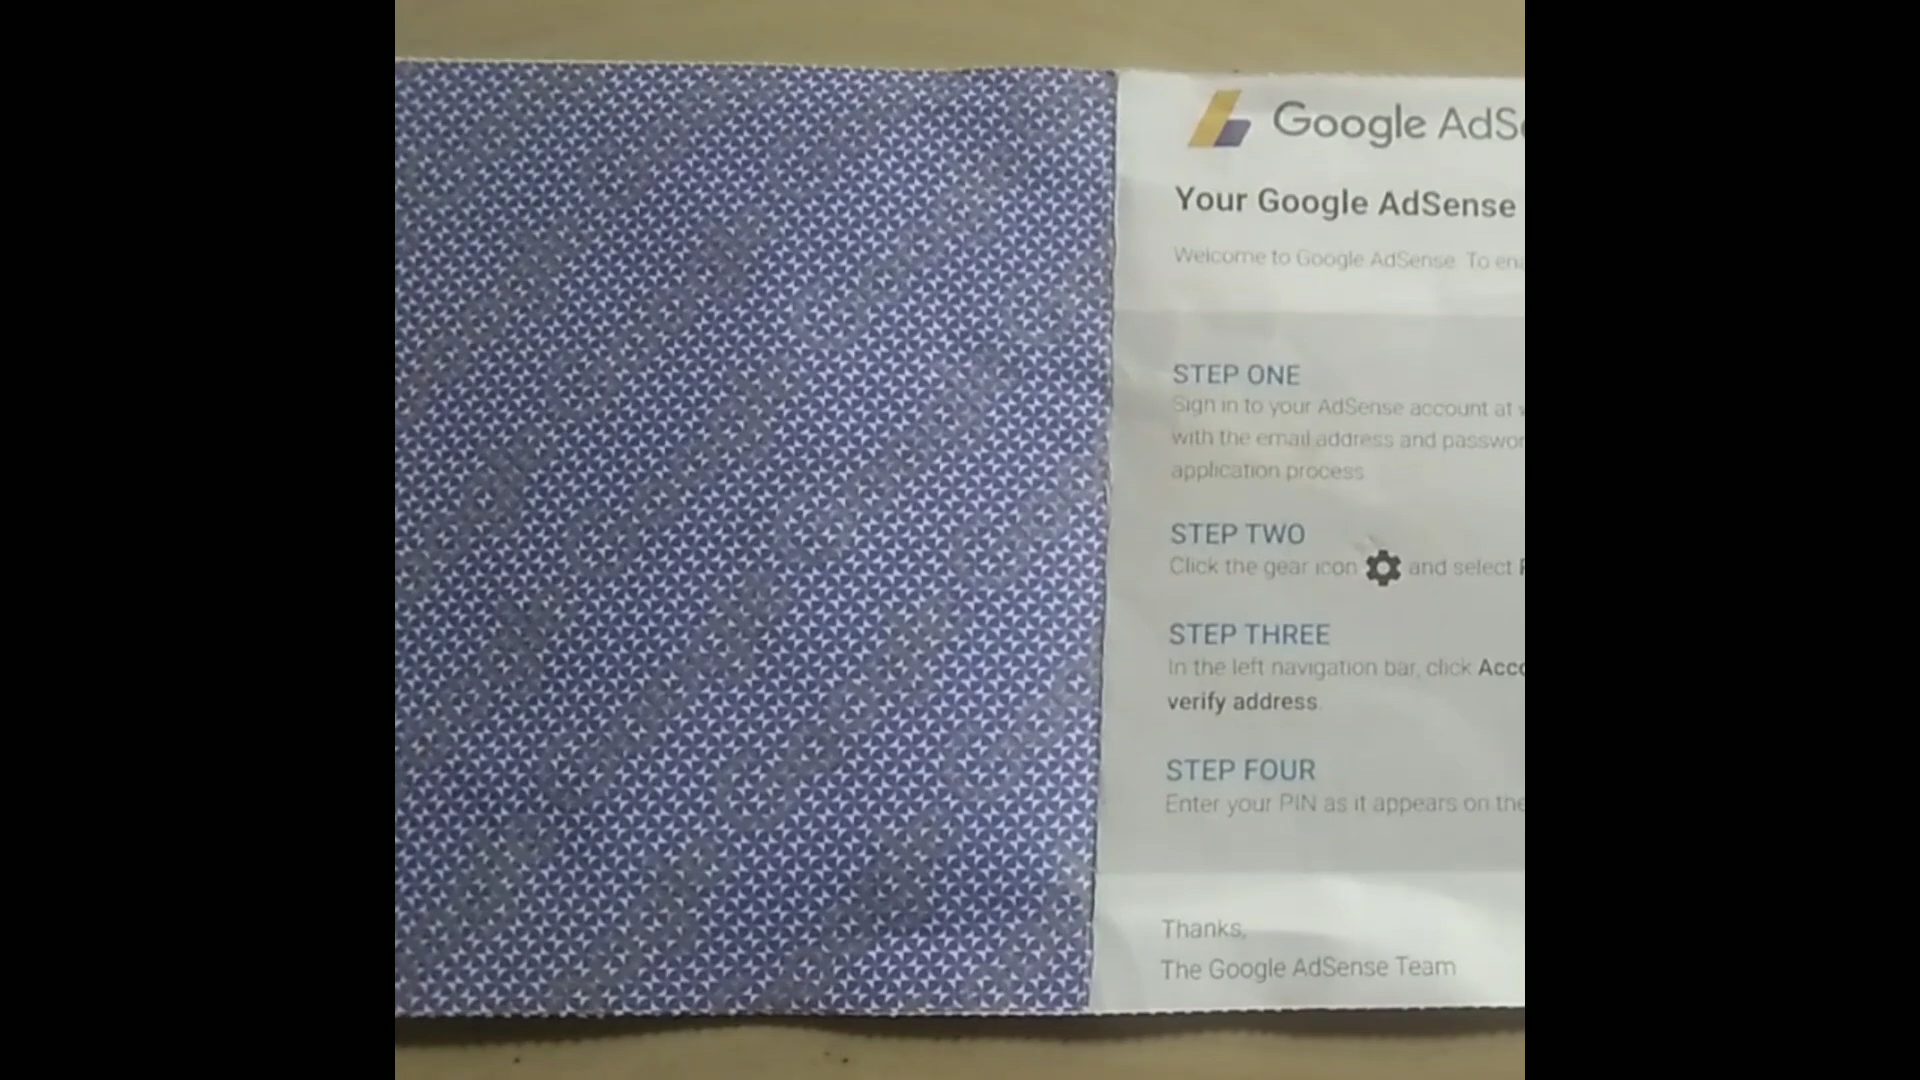 Google AdS
Your Google AdSense
Welcome to Google AdSense. To en
STEP ONE
Sign in to your AdSense account at
with the email address and passwor
application process
STEP TWO
Click the gear icon and select
STEP THREE
In the left navigation bar, click Acco
verify address.
STEP FOUR
Enter your PIN as it appears on the
Thanks,
The Google AdSense Team